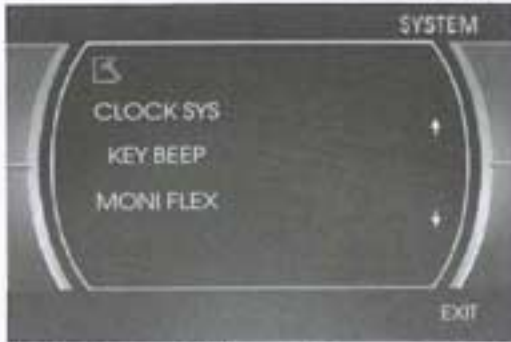 SYSTEM
CLOCK SYS
KEY BEEP
MONI FLEX
EXIT